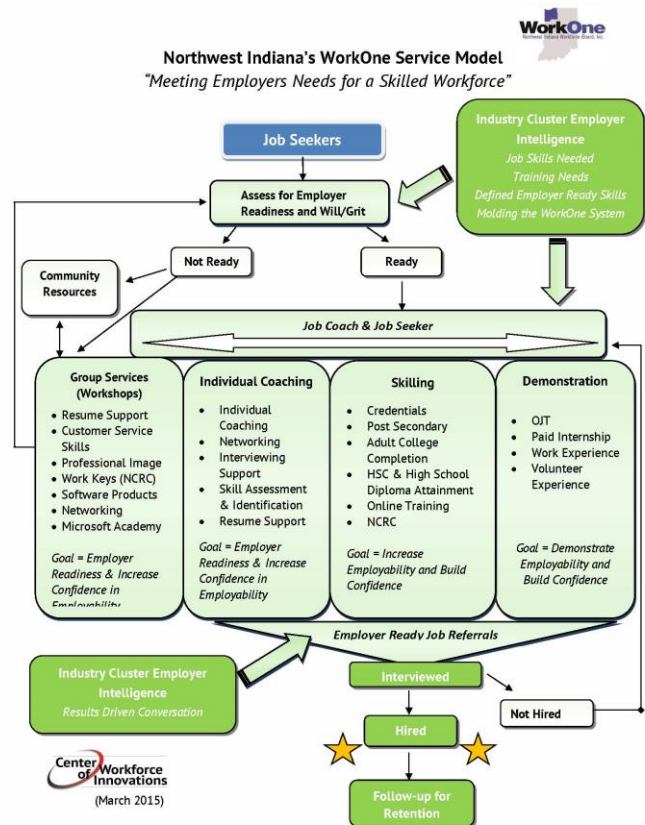 WorkOne
Northwest Indiana Workforce Board, Inc.
Northwest Indiana's WorkOne Service Model
"Meeting Employers Needs for a Skilled Workforce"
Job Seekers
Industry Cluster Employer
Intelligence
Job Skills Needed
Training Needs
Defined Employer Ready Skills
Molding the WorkOne System
Assess for Employer
Readiness and Will/Grit
Not Ready
Ready
Community
Resources
Job Coach & Job Seeker
Group Services
(Workshops)
• Resume Support
• Customer Service
Skills
• Professional Image
• Work Keys (NCRC)
• Software Products
• Networking
• Microsoft Academy
Goal = Employer
Readiness & Increase
Confidence in
Employability
Individual Coaching
• Individual
Coaching
• Networking
• Interviewing
Support
• Skill Assessment
& Identification
• Resume Support
Goal = Employer
Readiness & Increase
Confidence in
Employability
Skilling
• Credentials
• Post Secondary
• Adult College
Completion
• HSC & High School
Diploma Attainment
• Online Training
• NCRC
Goal = Increase
Employability and Build
Confidence
Demonstration
• OJT
• Paid Internship
• Work Experience
• Volunteer
Experience
Goal = Demonstrate
Employability and
Build Confidence
Employer Ready Job Referrals
Industry Cluster Employer
Intelligence
Results Driven Conversation
Interviewed
Not Hired
Hired
Follow-up for
Retention
Center
of Workforce
Innovations
(March 2015)